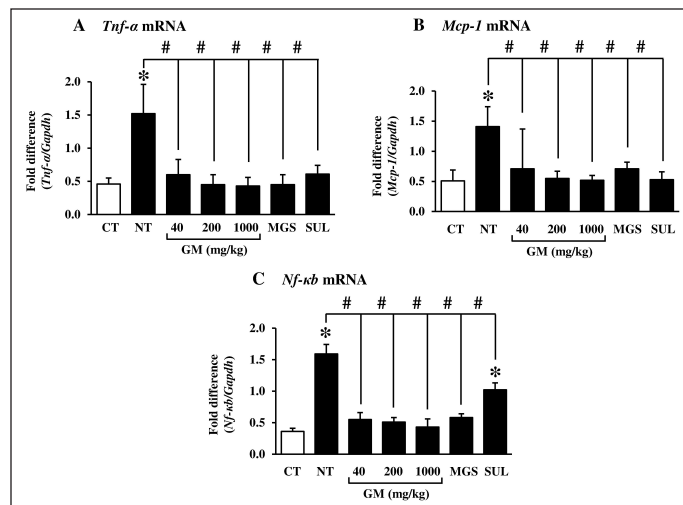 A Tnf-α mRNA
# # # # #
*
Fold difference
(Tnf-α/Gapdh)
2.0
1.5
1.0
0.5
0.0
CT NT 40 200 1000 MGS SUL
GM (mg/kg)
B Mcp-1 mRNA
# # # # #
*
Fold difference
(Mcp-1/Gapdh)
2.0
1.5
1.0
0.5
0.0
CT NT 40 200 1000 MGS SUL
GM (mg/kg)
C Nf-κb mRNA
# # # # #
* *
Fold difference
(Nf-κb/Gapdh)
2.0
1.5
1.0
0.5
0.0
CT NT 40 200 1000 MGS SUL
GM (mg/kg)